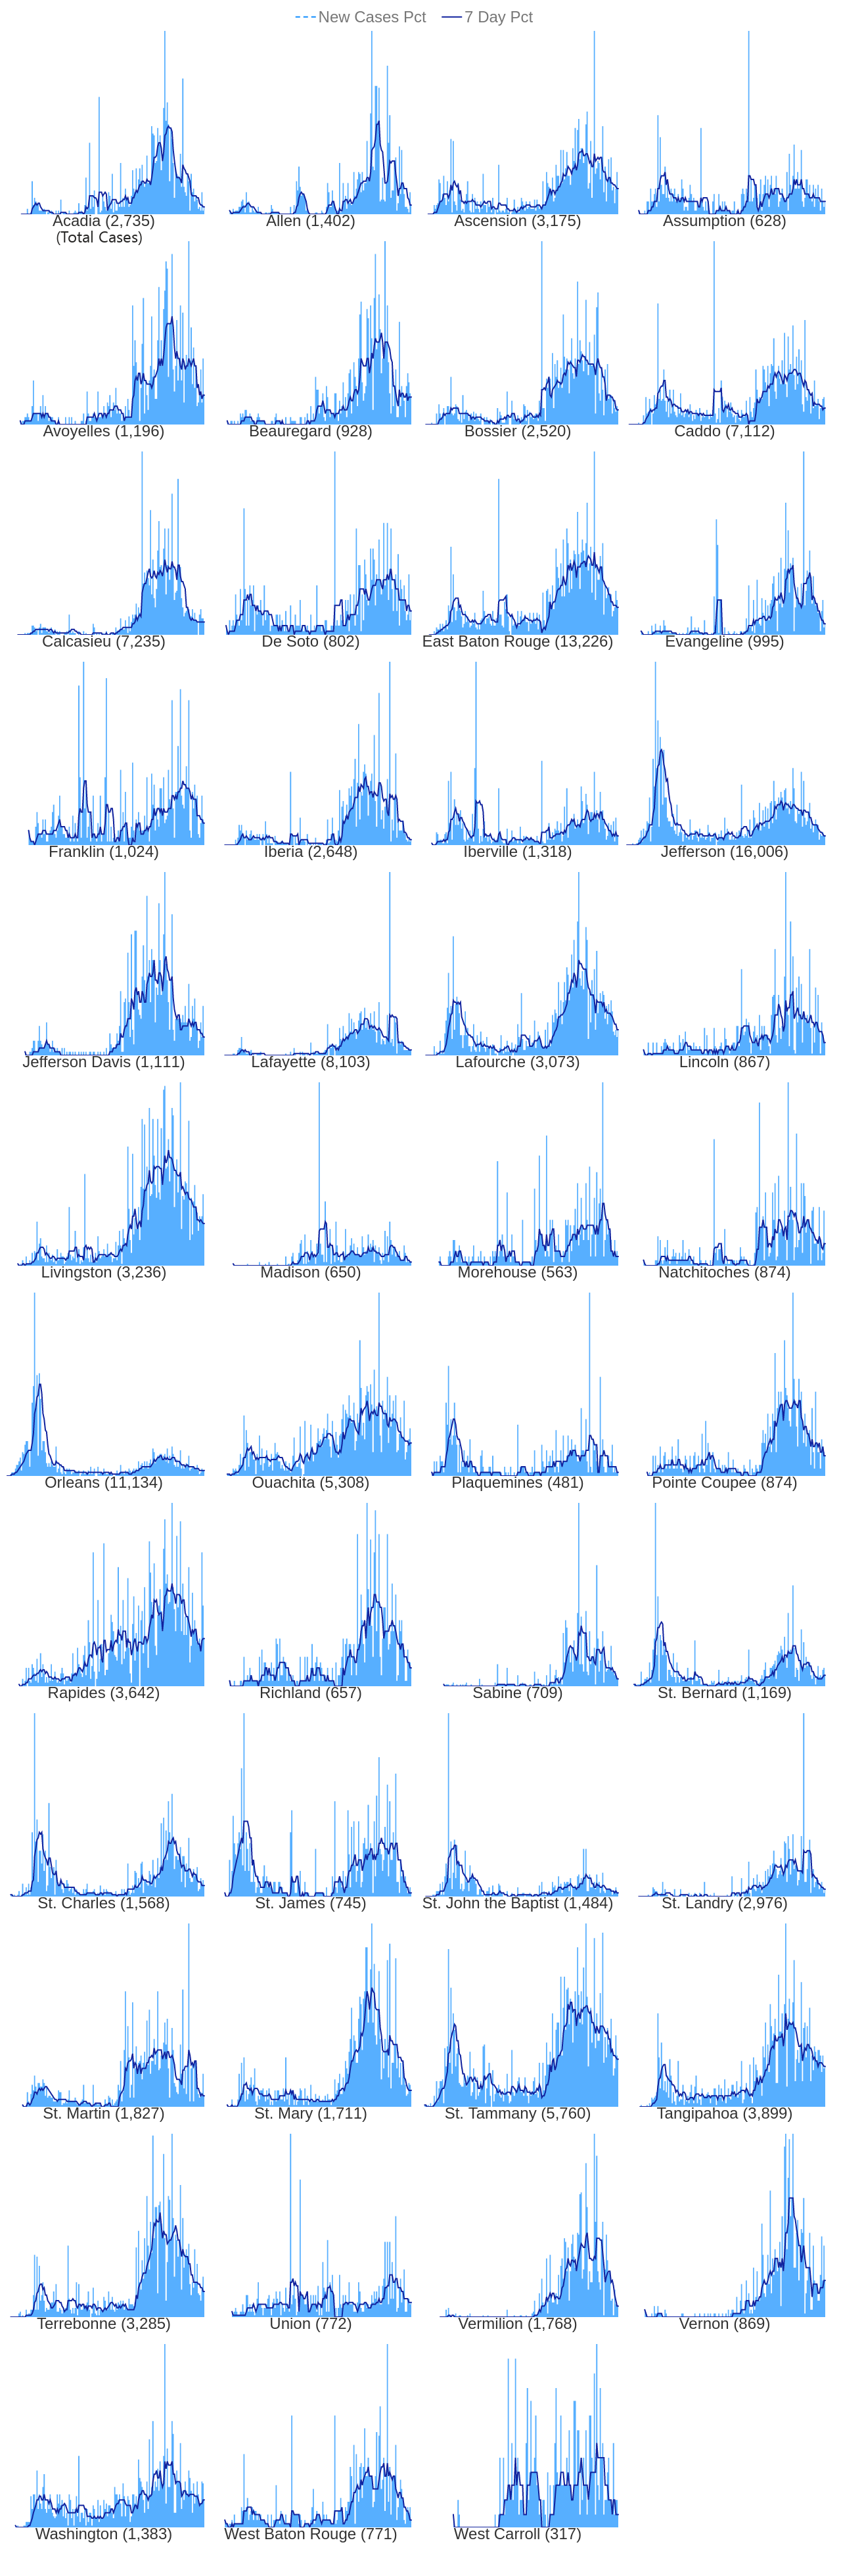 New Cases Pct 7 Day Pct
Acadia (2,735) Allen (1,402) Ascension (3,175) Assumption (628)
(Total Cases)
Avoyelles (1,196) Beauregard (928) Bossier (2,520) Caddo (7,112)
Calcasieu (7,235) De Soto (802) East Baton Rouge (13,226) Evangeline (995)
Franklin (1,024) Iberia (2,648) Iberville (1,318) Jefferson (16,006)
Jefferson Davis (1,111) Lafayette (8,103) Lafourche (3,073) Lincoln (867)
Livingston (3,236) Madison (650) Morehouse (563) Natchitoches (874)
Orleans (11,134) Ouachita (5,308) Plaquemines (481) Pointe Coupee (874)
Rapides (3,642) Richland (657) Sabine (709) St. Bernard (1,169)
St. Charles (1,568) St. James (745) St. John the Baptist (1,484) St. Landry (2,976)
St. Martin (1,827) St. Mary (1,711) St. Tammany (5,760) Tangipahoa (3,899)
Terrebonne (3,285) Union (772) Vermilion (1,768) Vernon (869)
Washington (1,383) West Baton Rouge (771) West Carroll (317)